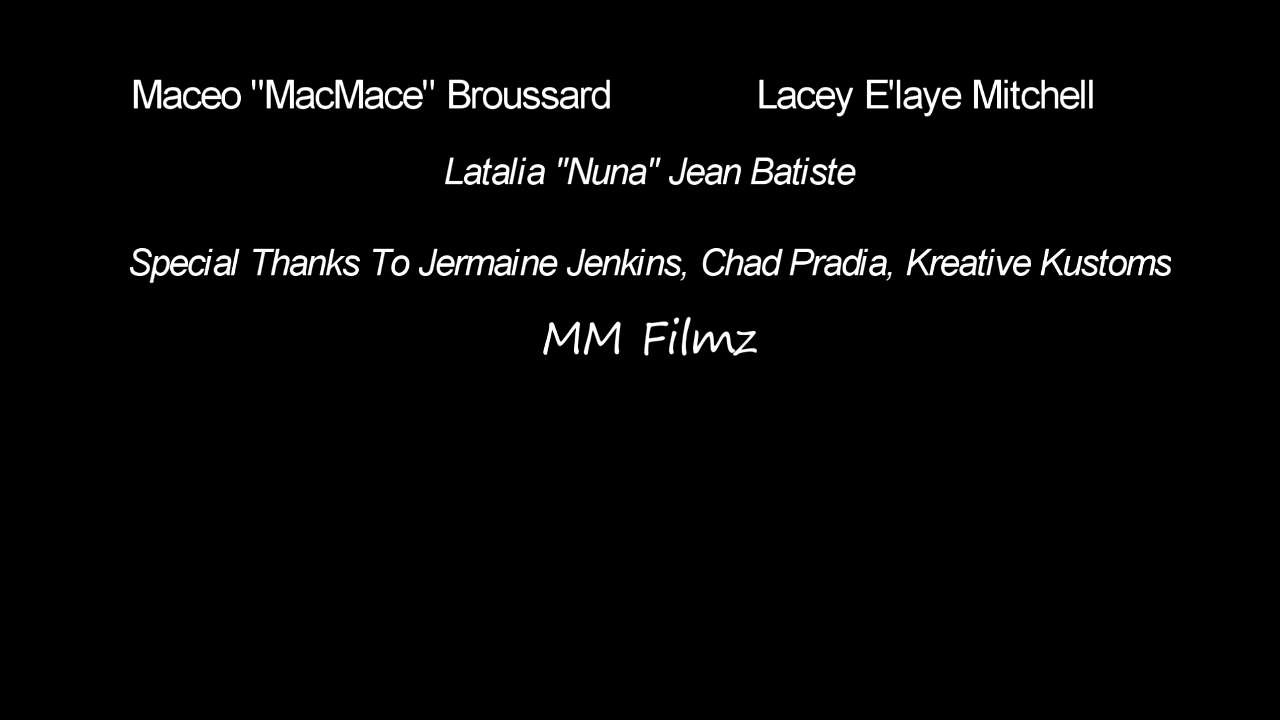 Maceo "MacMace" Broussard Lacey E'laye Mitchell
Latalia "Nuna" Jean Batiste
Special Thanks To Jermaine Jenkins, Chad Pradia, Kreative Kustoms
MM Filmz